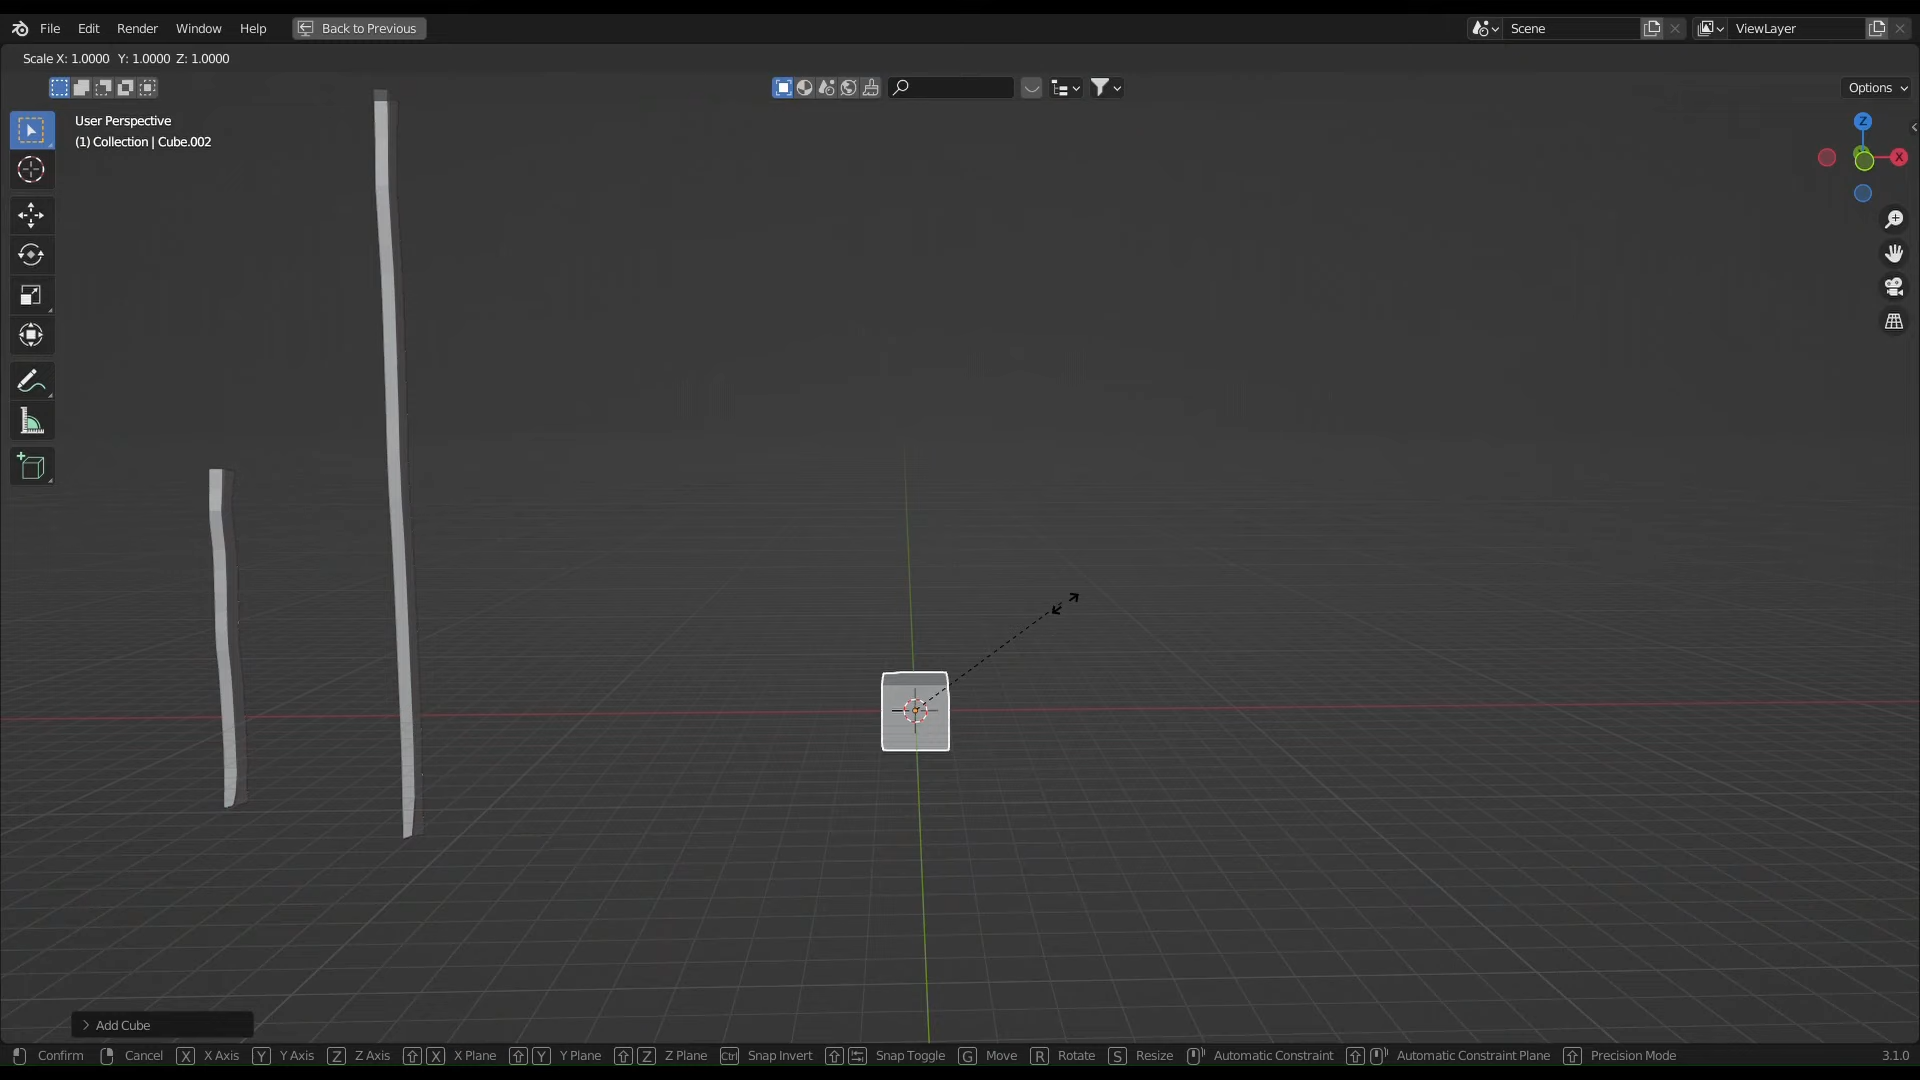 File Edit Render Window Help Back to Previous Scene ViewLayer
Scale X: 1.0000 Y: 1.0000 Z: 1.0000
Options
User Perspective
(1) Collection | Cube.002
Z
X
Add Cube
Confirm Cancel X X Axis Y Y Axis Z Z Axis X X Plane Y Y Plane Z Z Plane Ctrl Snap Invert Snap Toggle G Move R Rotate S Resize Automatic Constraint Automatic Constraint Plane Precision Mode 3.1.0